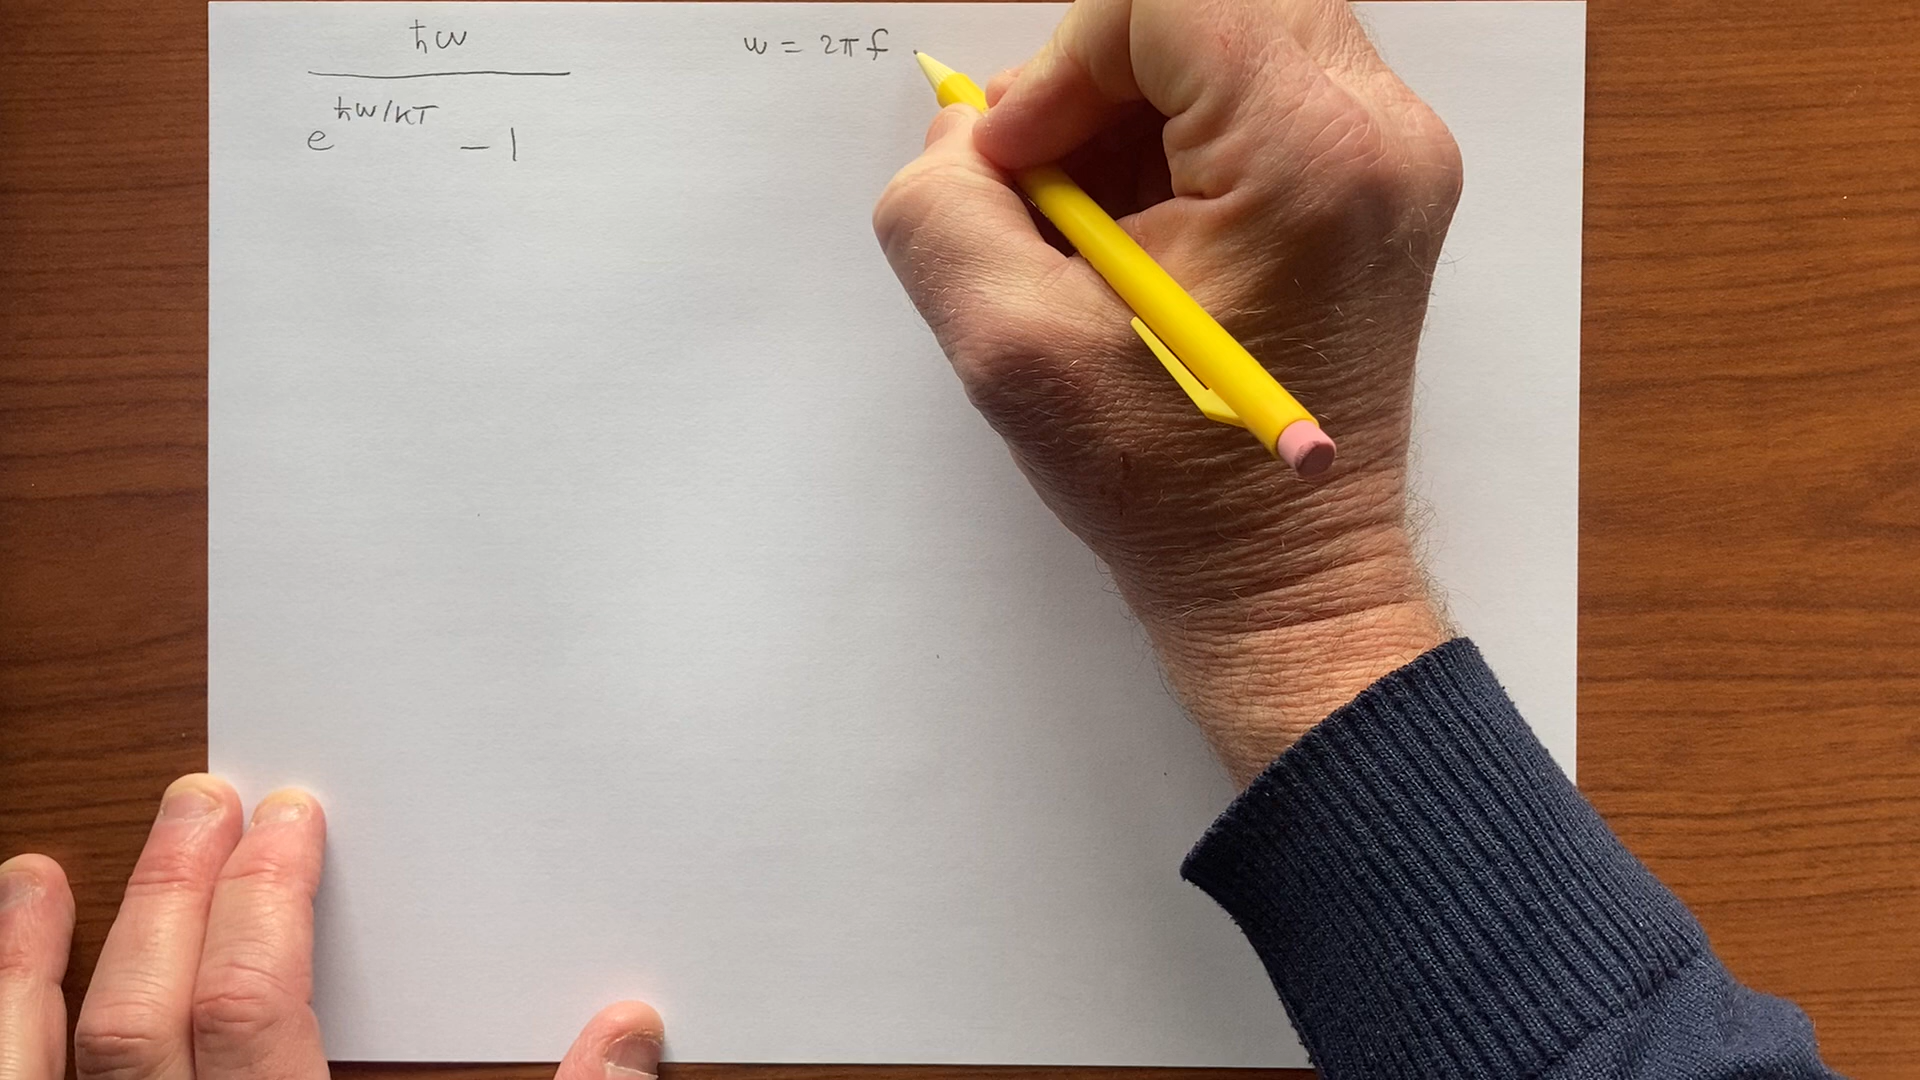 ħω
e^ħω/kT - 1
ω = 2πf